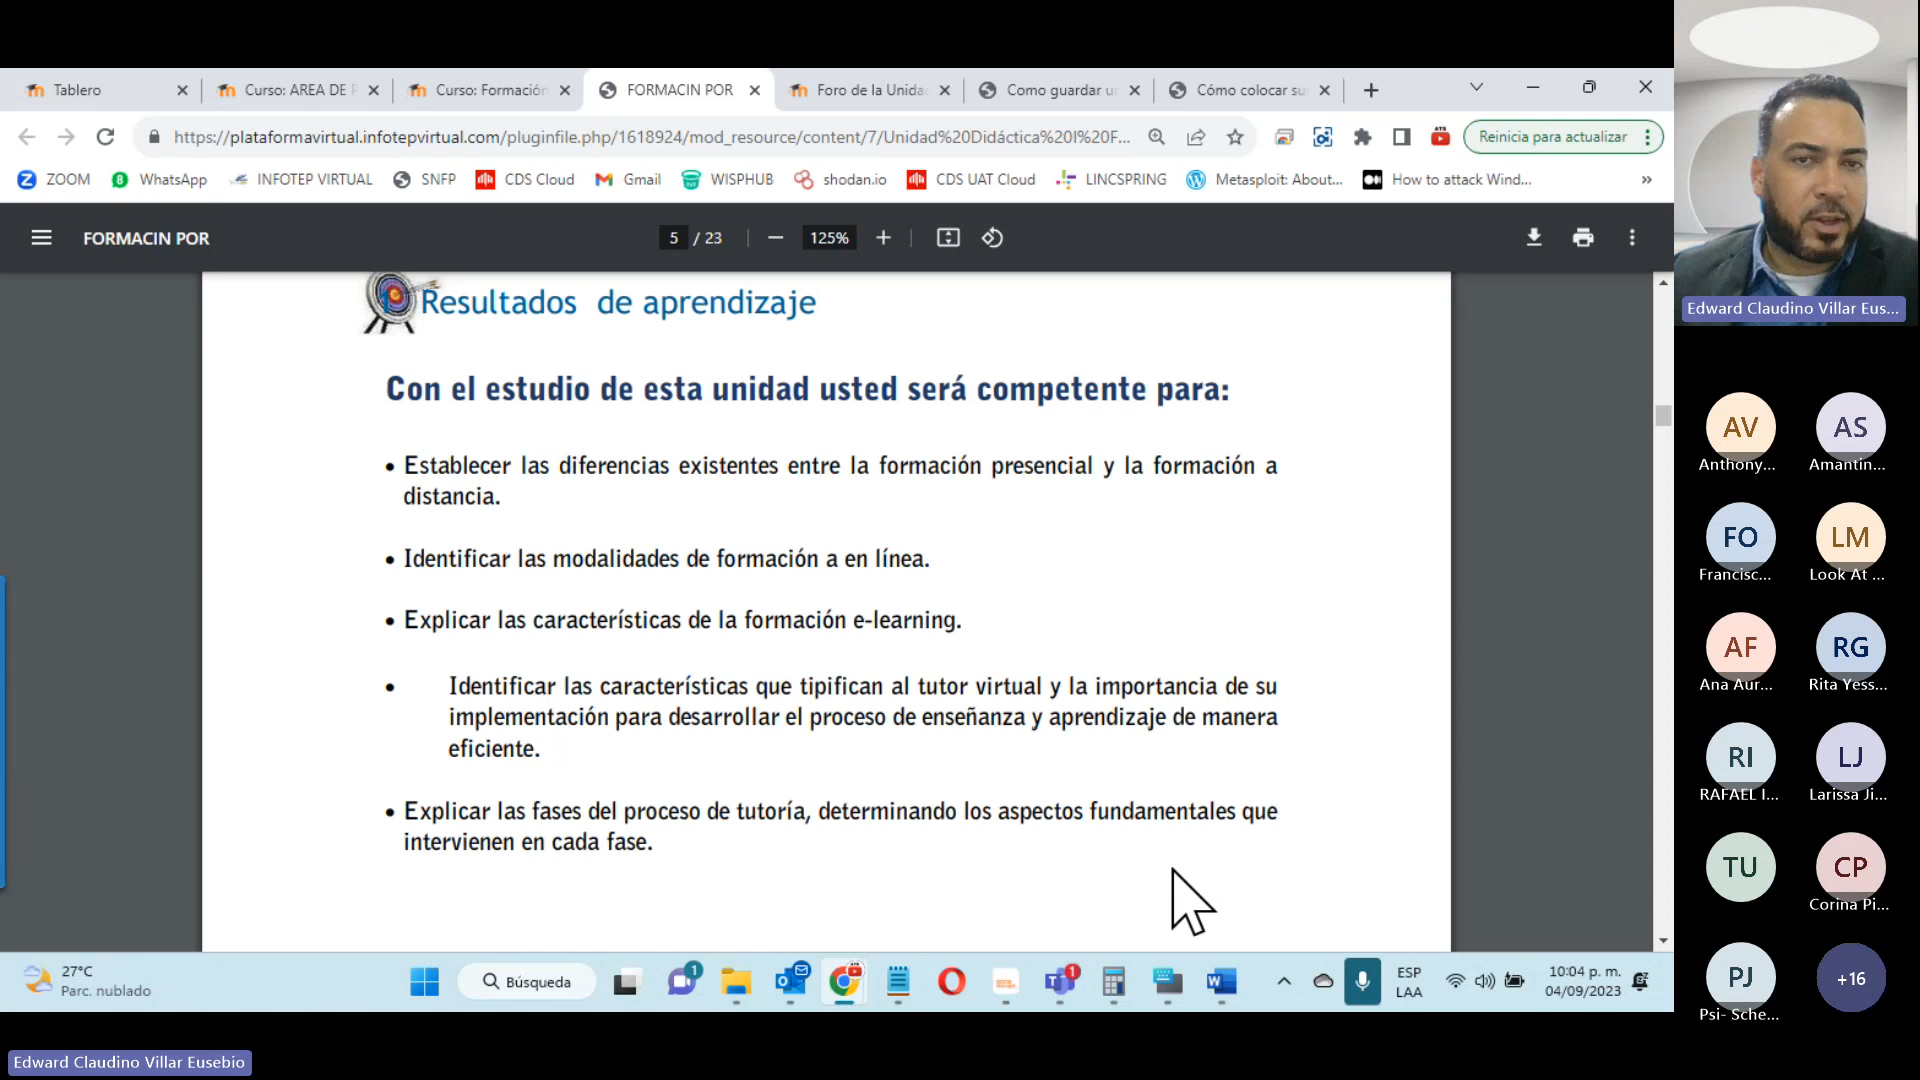 Tablero
Curso: AREA DE P
Curso: Formación
FORMACIN POR
Foro de la Unida
Como guardar un
Cómo colocar su
https://plataformavirtual.infotepvirtual.com/pluginfile.php/1618924/mod_resource/content/7/Unidad%20Didáctica%20I%20F...
Reinicia para actualizar
ZOOM
WhatsApp
INFOTEP VIRTUAL
SNFP
CDS Cloud
Gmail
WISPHUB
shodan.io
CDS UAT Cloud
LINCSPRING
Metasploit: About...
How to attack Wind...
»
FORMACIN POR
5 / 23
125%
Resultados de aprendizaje
Con el estudio de esta unidad usted será competente para:
• Establecer las diferencias existentes entre la formación presencial y la formación a
distancia.
• Identificar las modalidades de formación a en línea.
• Explicar las características de la formación e-learning.
• Identificar las características que tipifican al tutor virtual y la importancia de su
implementación para desarrollar el proceso de enseñanza y aprendizaje de manera
eficiente.
• Explicar las fases del proceso de tutoría, determinando los aspectos fundamentales que
intervienen en cada fase.
27°C
Parc. nublado
Búsqueda
1
1
ESP
LAA
10:04 p. m.
04/09/2023
Edward Claudino Villar Eusebio
Edward Claudino Villar Eus...
AV
Anthony...
AS
Amantin...
FO
Francisc...
LM
Look At ...
AF
Ana Aur...
RG
Rita Yess...
RI
RAFAEL I...
LJ
Larissa Ji...
TU
CP
Corina Pi...
PJ
Psi- Sche...
+16